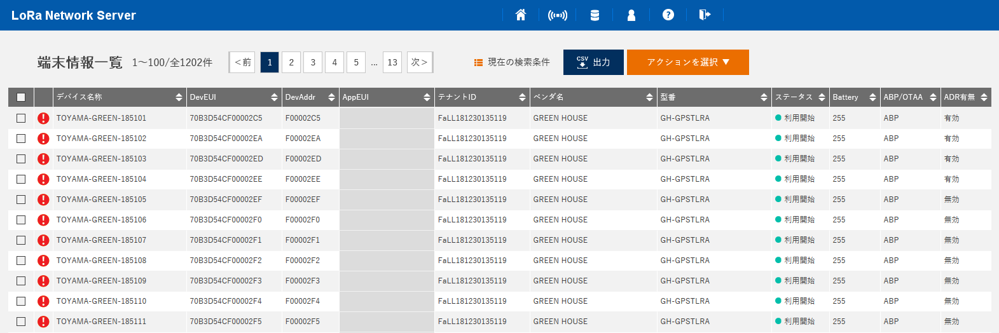 LoRa Network Server
端末情報一覧 1～100/全1202件 ＜前 1 2 3 4 5 ... 13 次＞ 現在の検索条件 CSV 出力 アクションを選択 ▼
デバイス名称 DevEUI DevAddr AppEUI テナントID ベンダ名 型番 ステータス Battery ABP/OTAA ADR有無
TOYAMA-GREEN-185101 70B3D54CF00002C5 F00002C5 FaLL181230135119 GREEN HOUSE GH-GPSTLRA 利用開始 255 ABP 有効
TOYAMA-GREEN-185102 70B3D54CF00002EA F00002EA FaLL181230135119 GREEN HOUSE GH-GPSTLRA 利用開始 255 ABP 有効
TOYAMA-GREEN-185103 70B3D54CF00002ED F00002ED FaLL181230135119 GREEN HOUSE GH-GPSTLRA 利用開始 255 ABP 有効
TOYAMA-GREEN-185104 70B3D54CF00002EE F00002EE FaLL181230135119 GREEN HOUSE GH-GPSTLRA 利用開始 255 ABP 有効
TOYAMA-GREEN-185105 70B3D54CF00002EF F00002EF FaLL181230135119 GREEN HOUSE GH-GPSTLRA 利用開始 255 ABP 無効
TOYAMA-GREEN-185106 70B3D54CF00002F0 F00002F0 FaLL181230135119 GREEN HOUSE GH-GPSTLRA 利用開始 255 ABP 無効
TOYAMA-GREEN-185107 70B3D54CF00002F1 F00002F1 FaLL181230135119 GREEN HOUSE GH-GPSTLRA 利用開始 255 ABP 無効
TOYAMA-GREEN-185108 70B3D54CF00002F2 F00002F2 FaLL181230135119 GREEN HOUSE GH-GPSTLRA 利用開始 255 ABP 無効
TOYAMA-GREEN-185109 70B3D54CF00002F3 F00002F3 FaLL181230135119 GREEN HOUSE GH-GPSTLRA 利用開始 255 ABP 無効
TOYAMA-GREEN-185110 70B3D54CF00002F4 F00002F4 FaLL181230135119 GREEN HOUSE GH-GPSTLRA 利用開始 255 ABP 無効
TOYAMA-GREEN-185111 70B3D54CF00002F5 F00002F5 FaLL181230135119 GREEN HOUSE GH-GPSTLRA 利用開始 255 ABP 無効